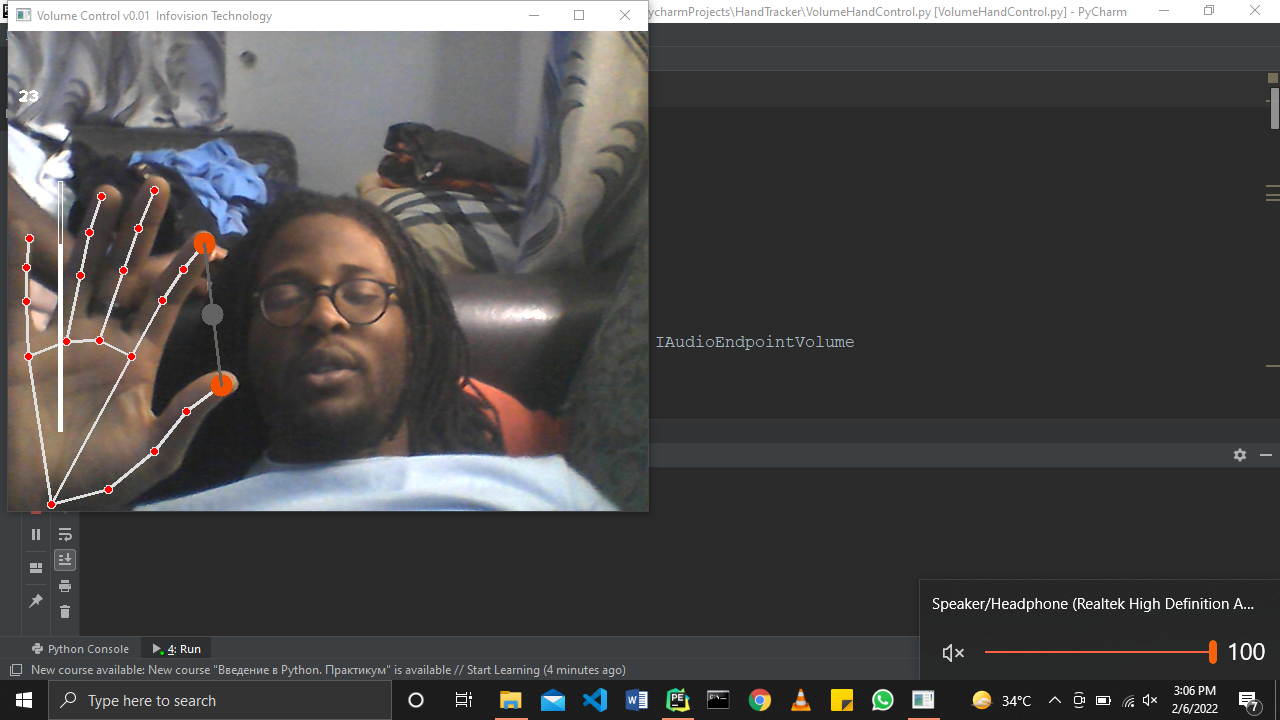 Volume Control v0.01 Infovision Technology
ycharmProjects\HandTracker\VolumeHandControl.py [VolumeHandControl.py] - PyCharm
23
IAudioEndpointVolume
Speaker/Headphone (Realtek High Definition A...
100
Python Console
4: Run
New course available: New course "Введение в Python. Практикум" is available // Start Learning (4 minutes ago)
Type here to search
34°C
3:06 PM
2/6/2022
7